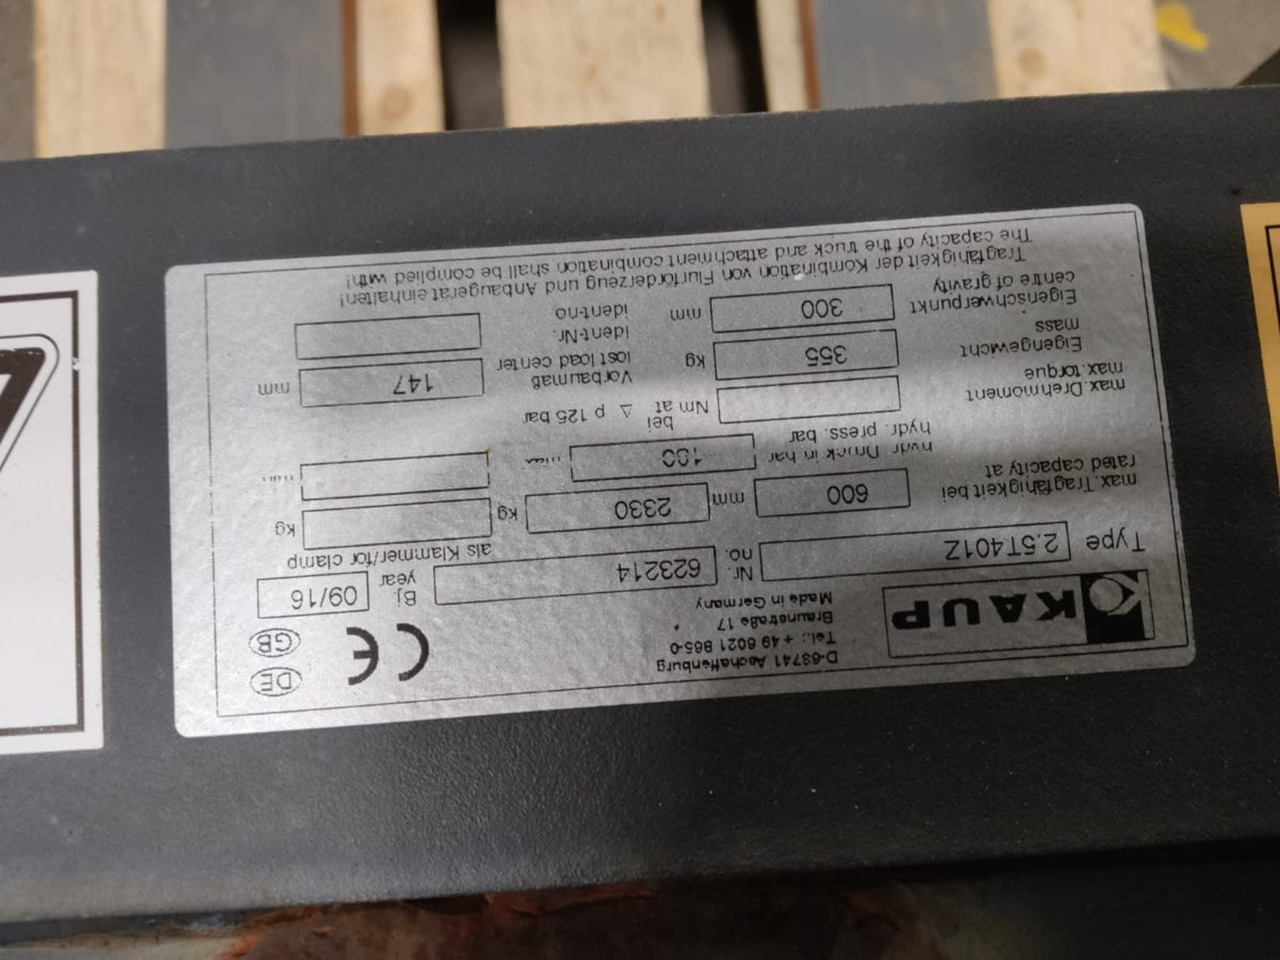 KAUP
D-63741 Aschaffenburg
Tel.: + 49 6021 865-0
Braunstraße 17
Made in Germany
CE
DE
GB
Type 2.5T401Z
Nr. no. 623214
Bj. year 09/16
als Klammer/for clamp
max. Tragfähigkeit bei
rated capacity at
600 mm 2330 kg kg
hydr. Druck in bar
hydr. press. bar
max. Drehmoment
max. torque
Nm at bei Δ p 125 bar
Eigengewicht
mass
355 kg
Vorbaumaß
lost load center
147 mm
Eigenschwerpunkt
centre of gravity
300 mm
ident-Nr.
ident-no
Tragfähigkeit der Kombination von Flurförderzeug und Anbaugerät einhalten!
The capacity of the truck and attachment combination shall be complied with!